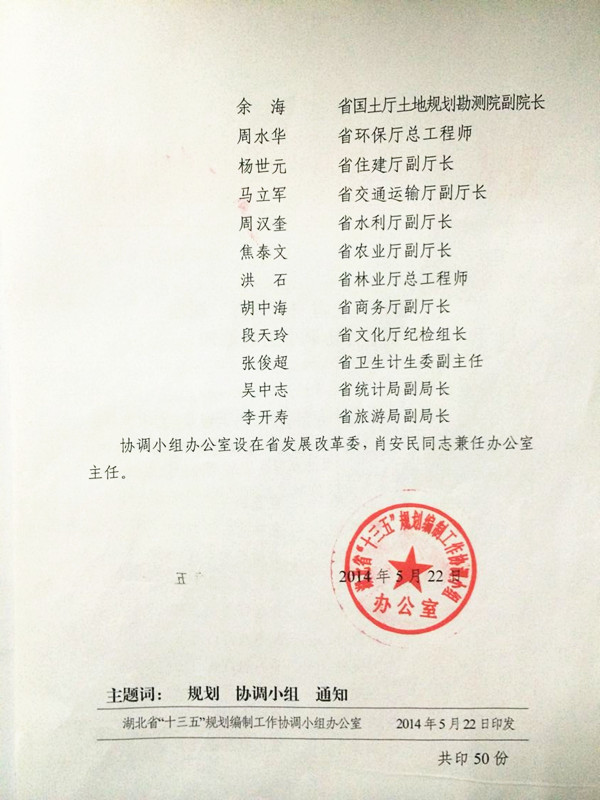 余 海 省国土厅土地规划勘测院副院长
周水华 省环保厅总工程师
杨世元 省住建厅副厅长
马立军 省交通运输厅副厅长
周汉奎 省水利厅副厅长
焦泰文 省农业厅副厅长
洪 石 省林业厅总工程师
胡中海 省商务厅副厅长
段天玲 省文化厅纪检组长
张俊超 省卫生计生委副主任
吴中志 省统计局副局长
李开寿 省旅游局副局长
协调小组办公室设在省发展改革委，肖安民同志兼任办公室
主任。
湖北省“十三五”规划编制工作协调小组
办公室
2014年5月22日
主题词： 规划 协调小组 通知
湖北省“十三五”规划编制工作协调小组办公室 2014年5月22日印发
共印50份